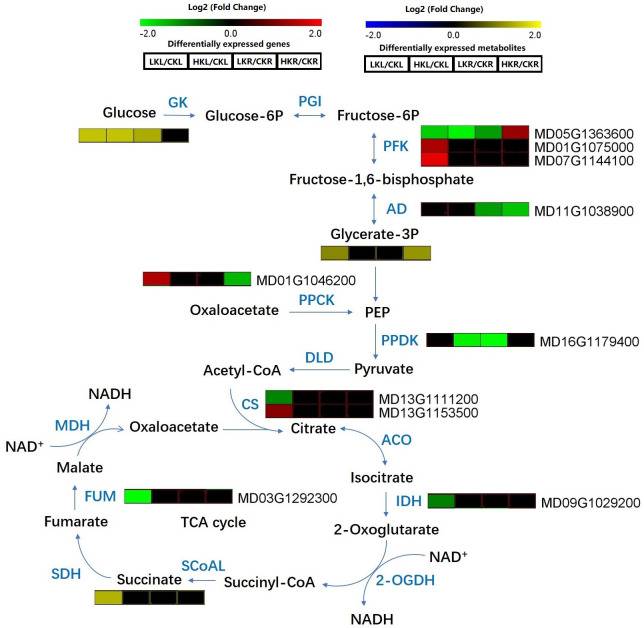 Log2 (Fold Change)
-2.0 2.0
Differentially expressed genes
LKL/CKL HKL/CKL LKR/CKR HKR/CKR
Log2 (Fold Change)
-2.0 2.0
Differentially expressed metabolites
LKL/CKL HKL/CKL LKR/CKR HKR/CKR
Glucose GK Glucose-6P PGI Fructose-6P
PFK
MD05G1363600
MD01G1075000
MD07G1144100
Fructose-1,6-bisphosphate
AD MD11G1038900
Glycerate-3P
MD01G1046200
Oxaloacetate PPCK PEP
PPDK MD16G1179400
Acetyl-CoA DLD Pyruvate
CS
MD13G1111200
MD13G1153500
NADH
MDH Oxaloacetate Citrate
NAD+
ACO
Malate
Isocitrate
FUM MD03G1292300
IDH MD09G1029200
Fumarate TCA cycle
2-Oxoglutarate
NAD+
SDH Succinate SCoAL Succinyl-CoA 2-OGDH
NADH